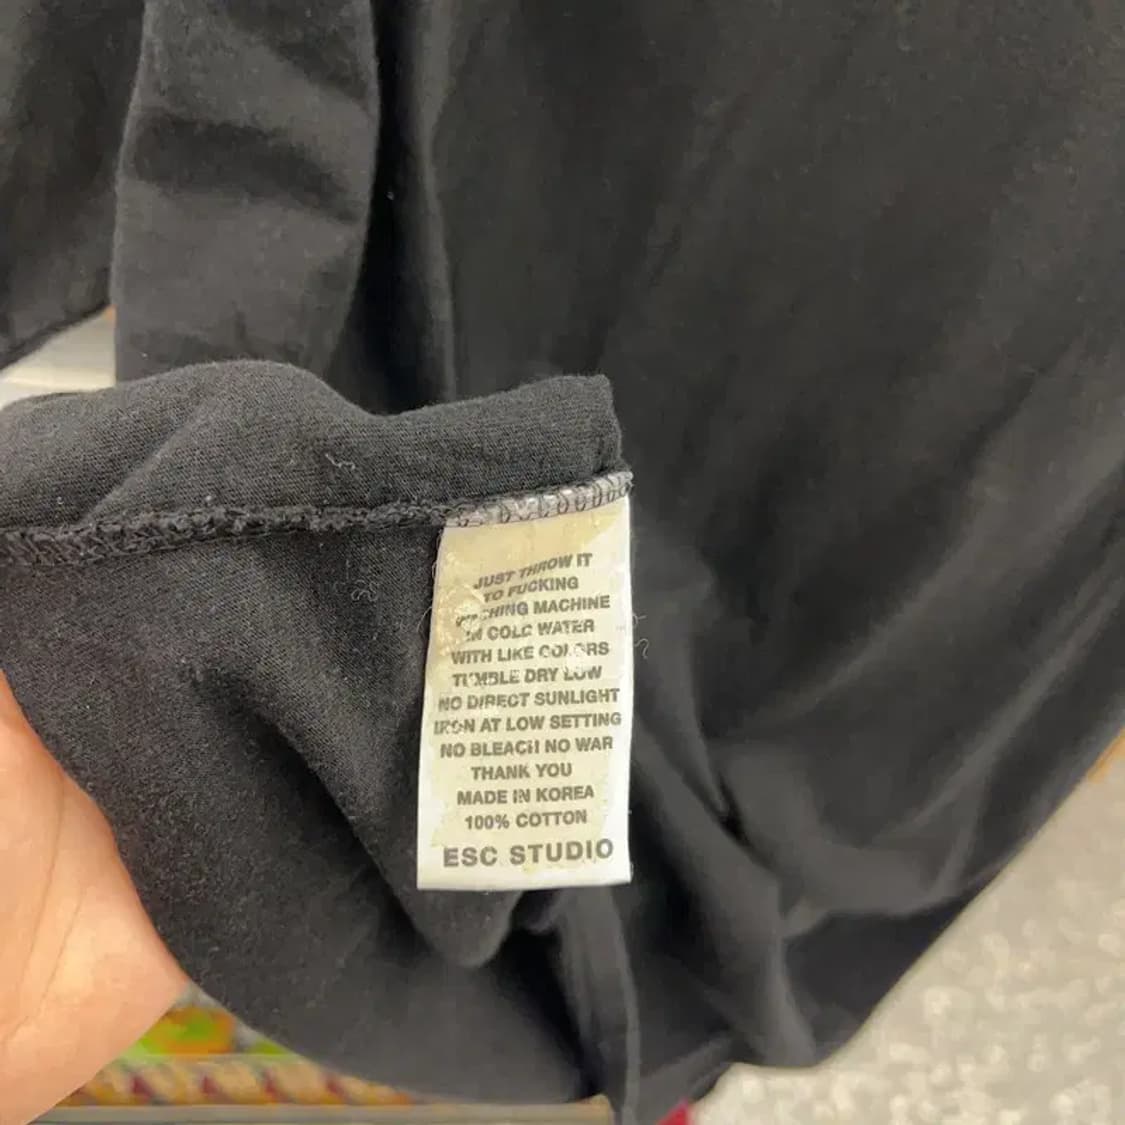 JUST THROW IT
TO FUCKING
WASHING MACHINE
IN COLD WATER
WITH LIKE COLORS
TUMBLE DRY LOW
NO DIRECT SUNLIGHT
IRON AT LOW SETTING
NO BLEACH NO WAR
THANK YOU
MADE IN KOREA
100% COTTON
ESC STUDIO